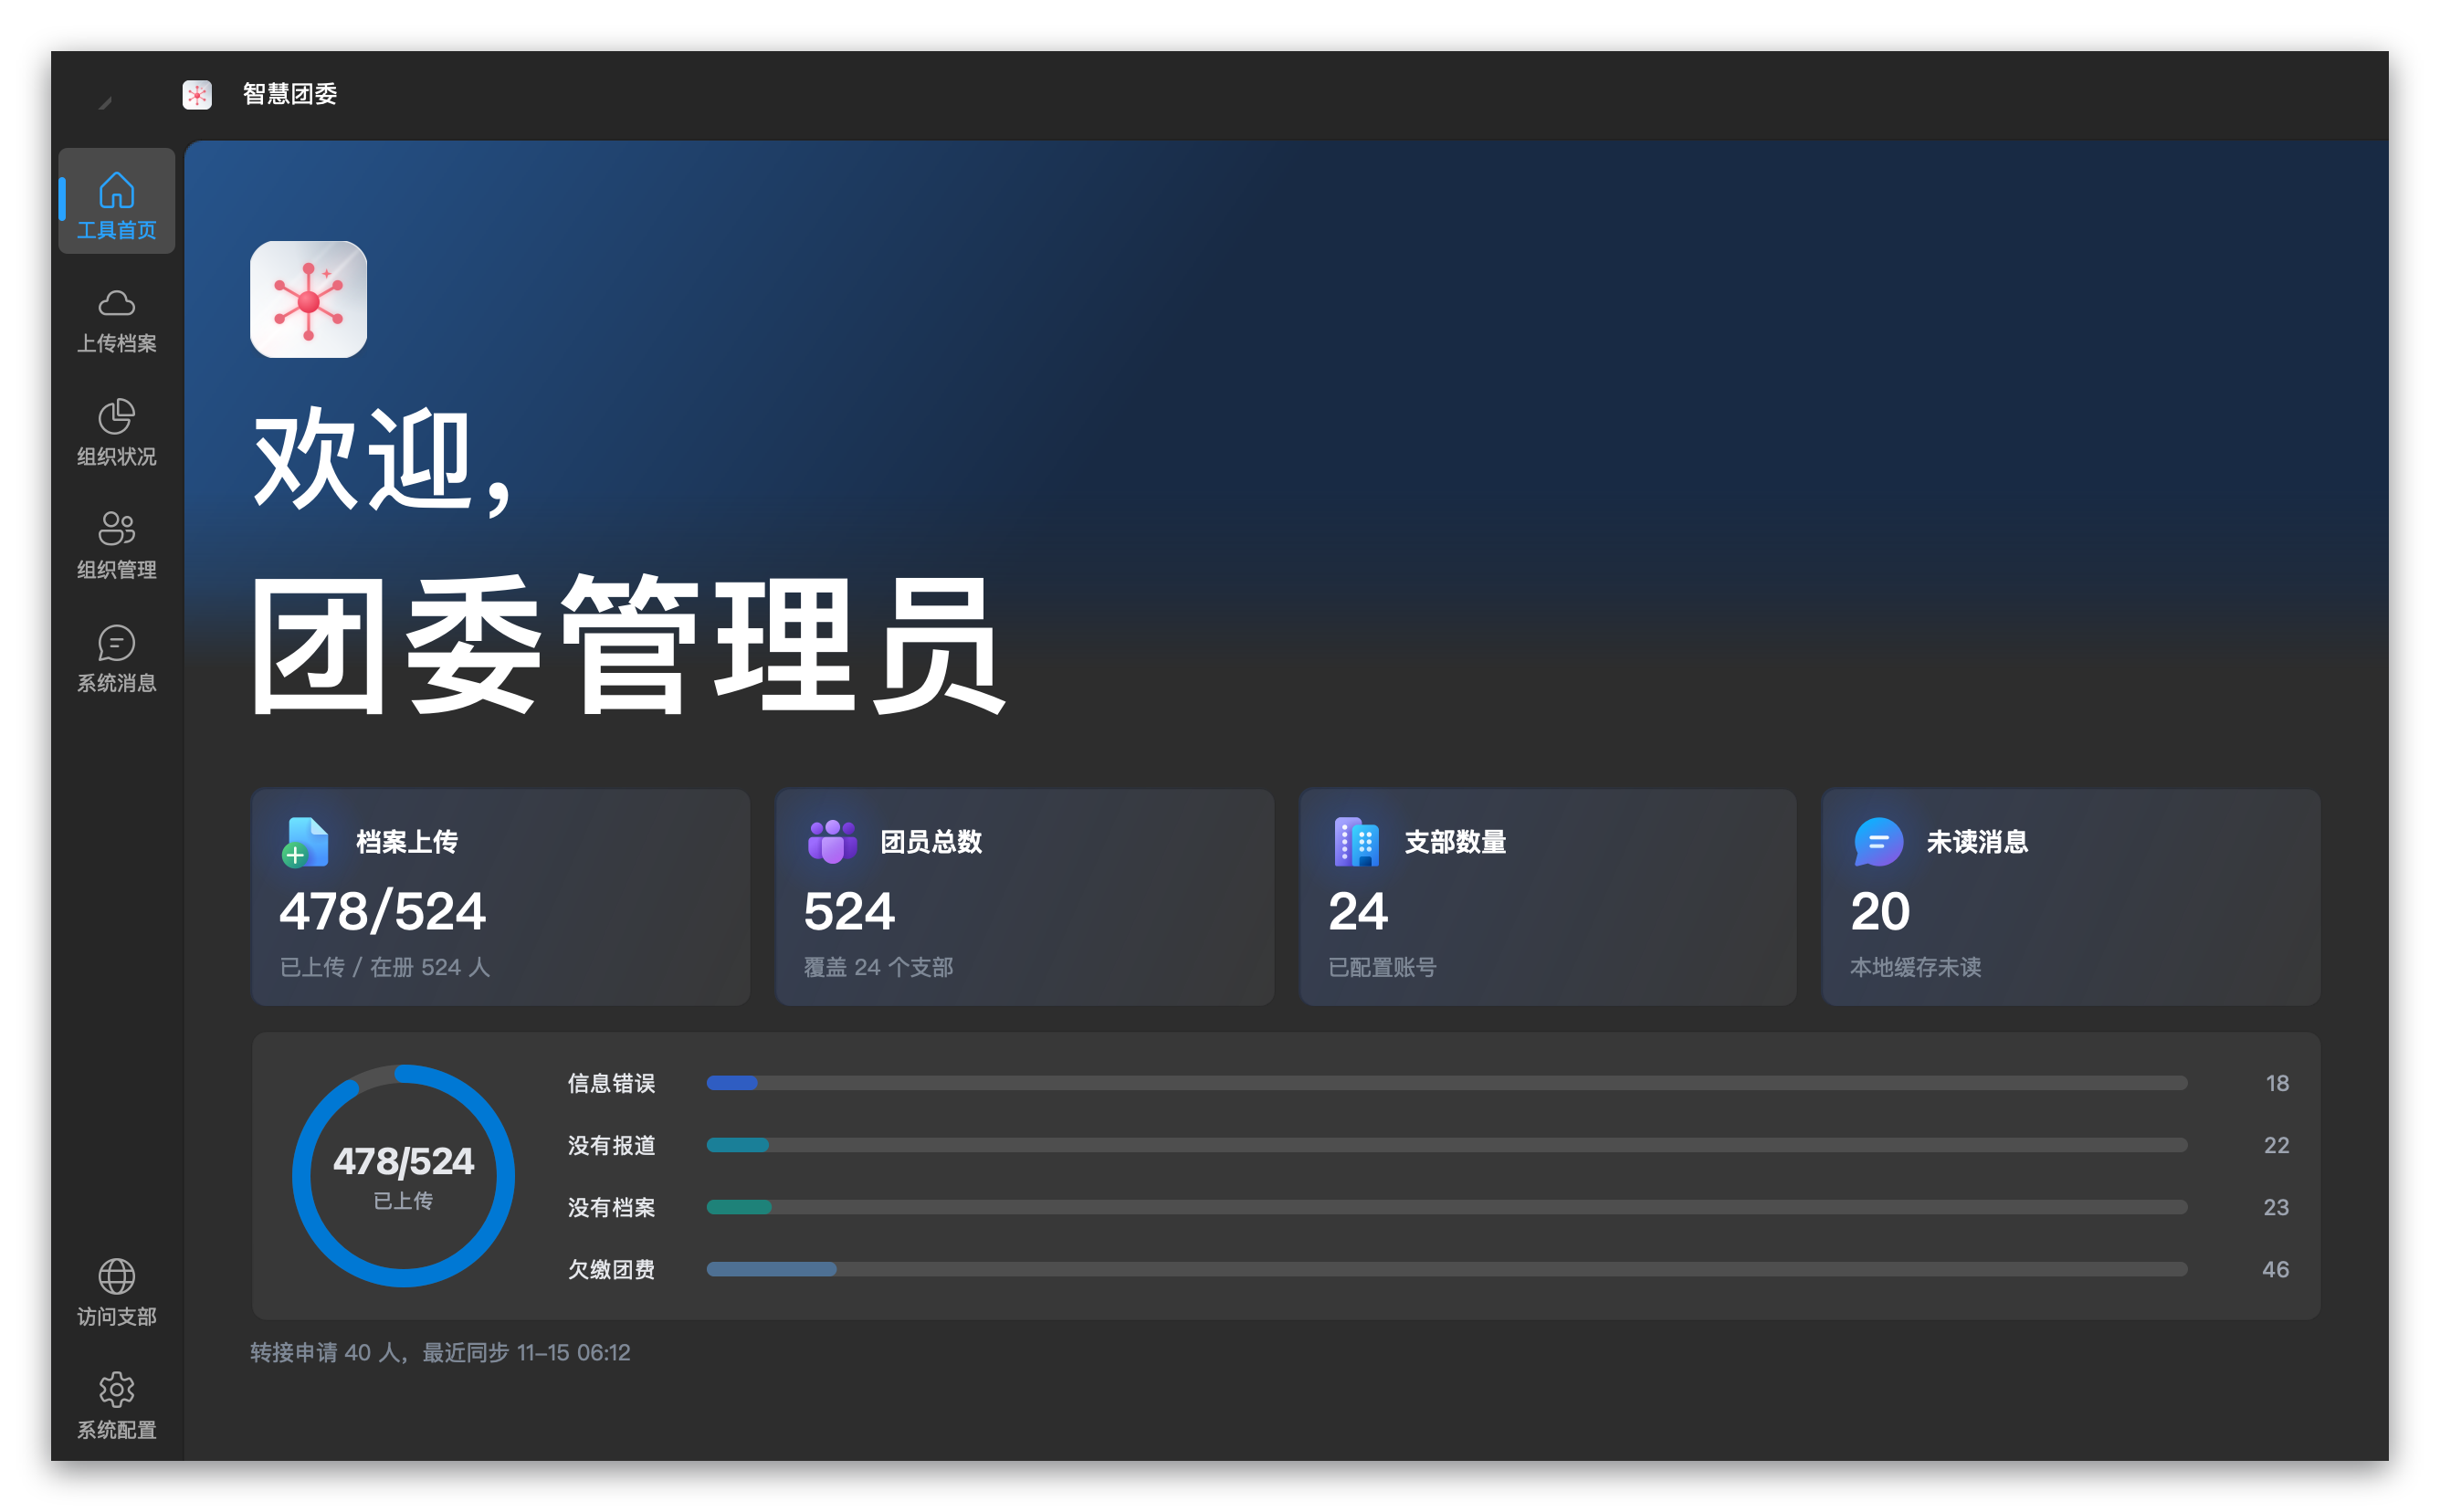 智慧团委
工具首页
上传档案
组织状况
组织管理
系统消息
访问支部
系统配置
欢迎，
团委管理员
档案上传
478/524
已上传 / 在册 524 人
团员总数
524
覆盖 24 个支部
支部数量
24
已配置账号
未读消息
20
本地缓存未读
478/524
已上传
信息错误 18
没有报道 22
没有档案 23
欠缴团费 46
转接申请 40 人，最近同步 11–15 06:12